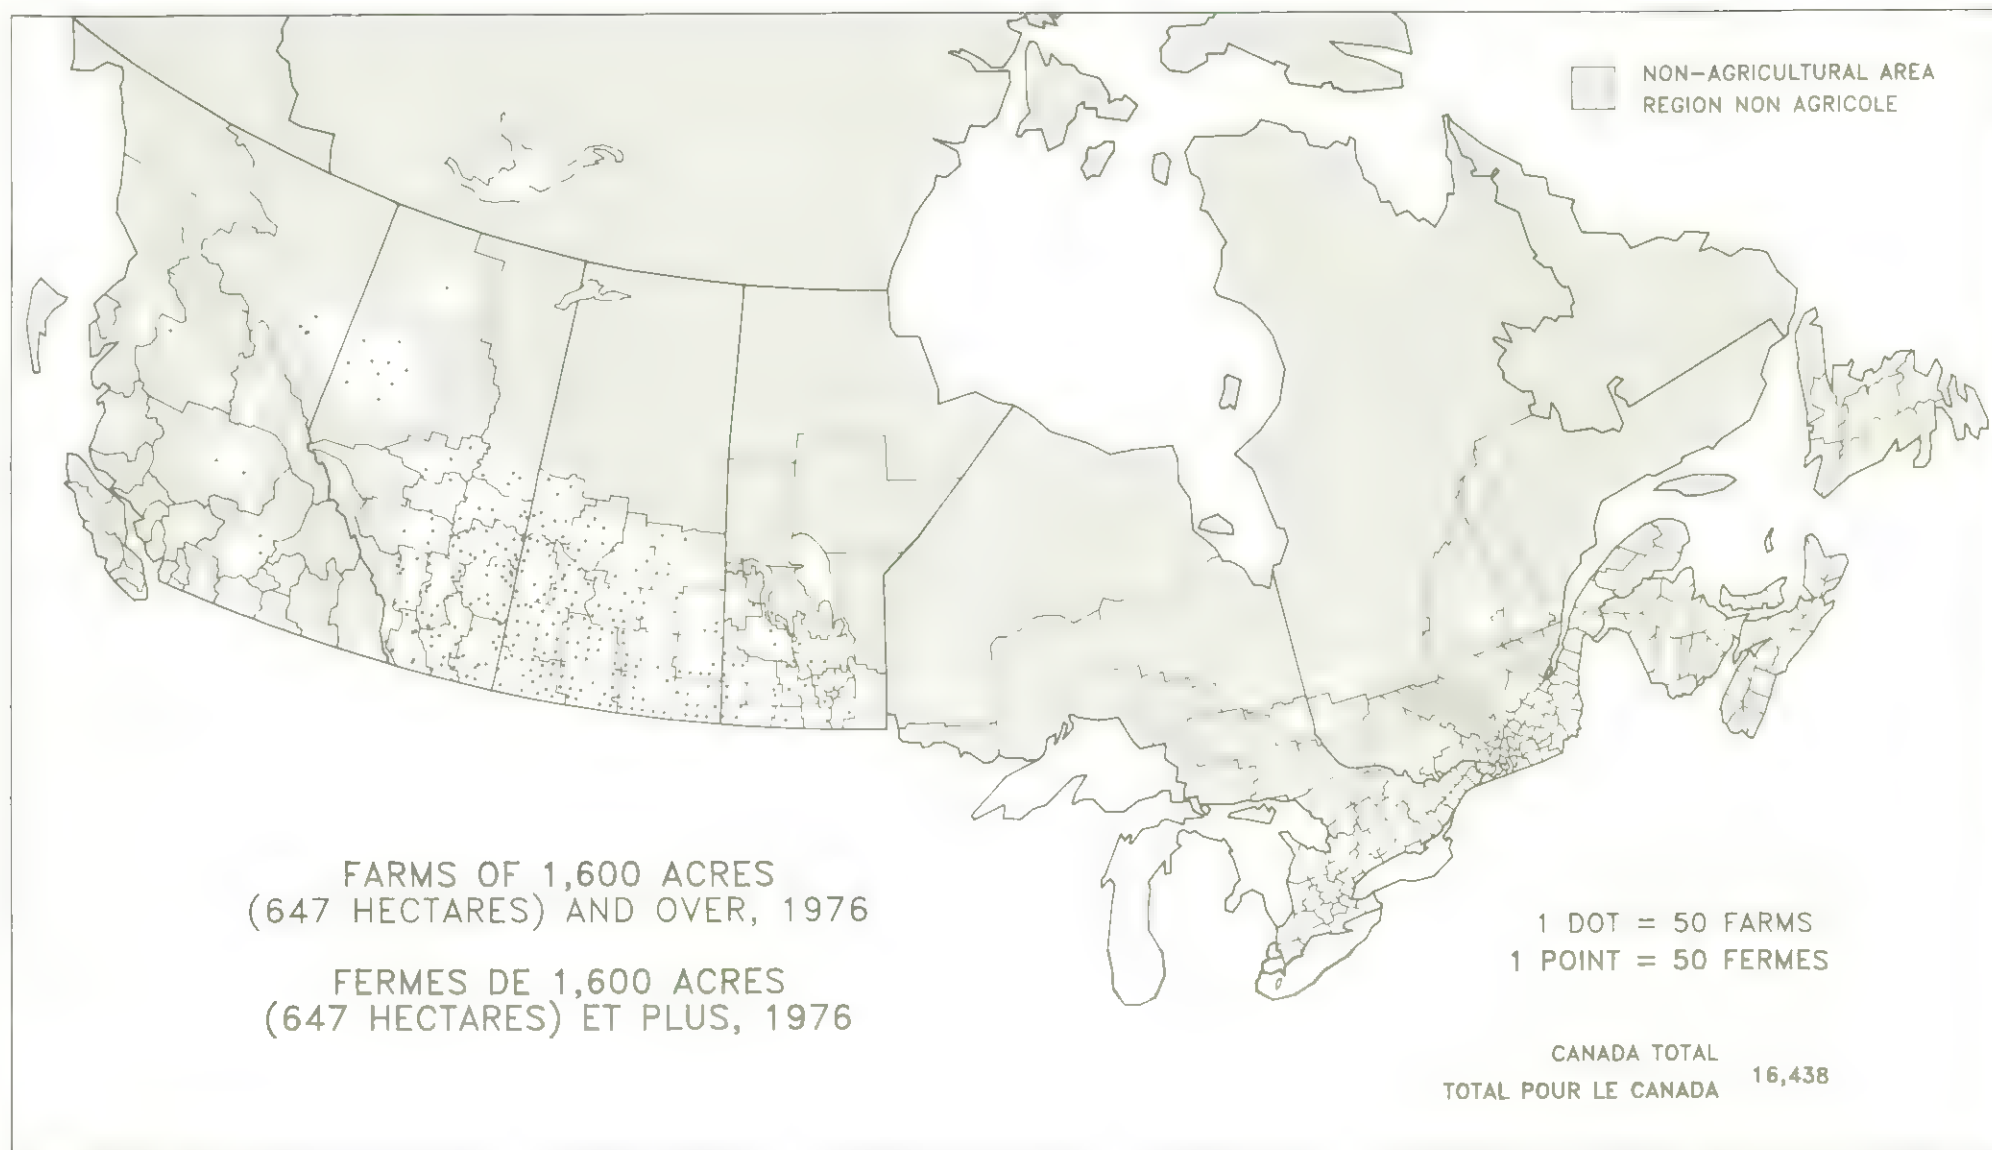 NON-AGRICULTURAL AREA
REGION NON AGRICOLE
FARMS OF 1,600 ACRES
(647 HECTARES) AND OVER, 1976
FERMES DE 1,600 ACRES
(647 HECTARES) ET PLUS, 1976
1 DOT = 50 FARMS
1 POINT = 50 FERMES
CANADA TOTAL
TOTAL POUR LE CANADA 16,438